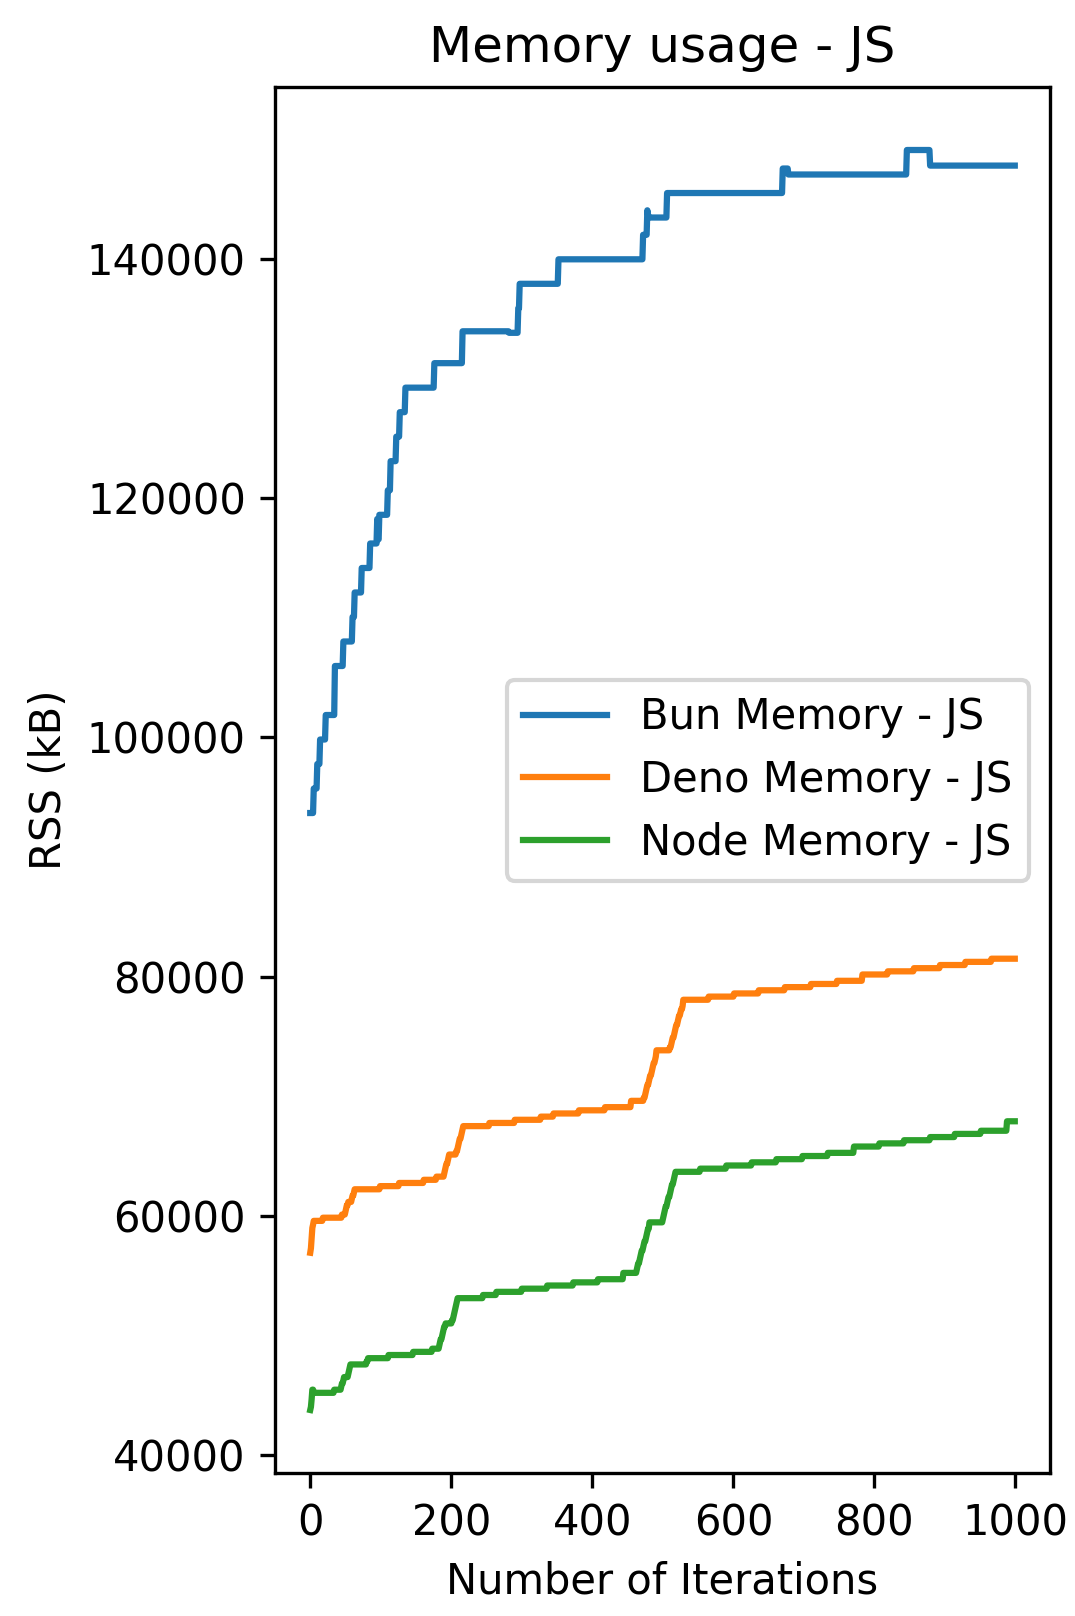 Memory usage - JS
RSS (kB)
140000
120000
100000
80000
60000
40000
Bun Memory - JS
Deno Memory - JS
Node Memory - JS
0 200 400 600 800 1000
Number of Iterations